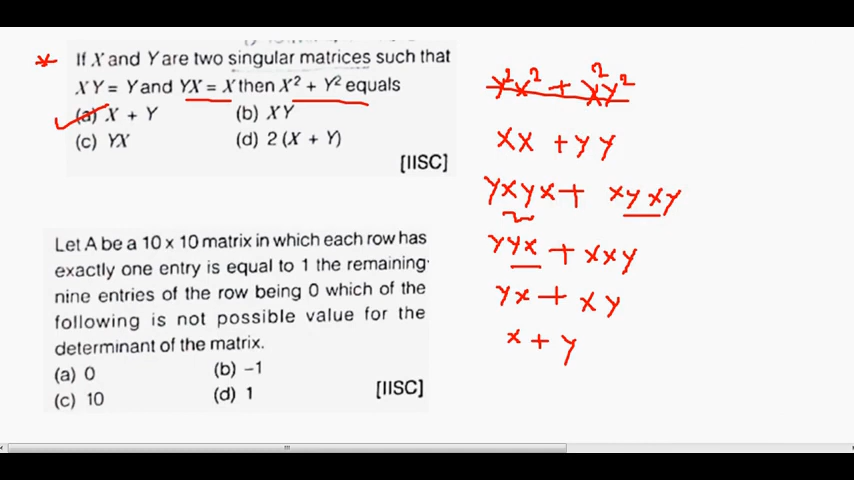 * If X and Y are two singular matrices such that
XY = Y and YX = X then X² + Y² equals
(a) X + Y (b) XY
(c) YX (d) 2 (X + Y)
[IISC]
Let A be a 10 x 10 matrix in which each row has
exactly one entry is equal to 1 the remaining
nine entries of the row being 0 which of the
following is not possible value for the
determinant of the matrix.
(a) 0 (b) –1
(c) 10 (d) 1
[IISC]
y²x² + x²y²
xx + yy
yxyx + xyxy
yyx + xxy
yx + xy
x + y